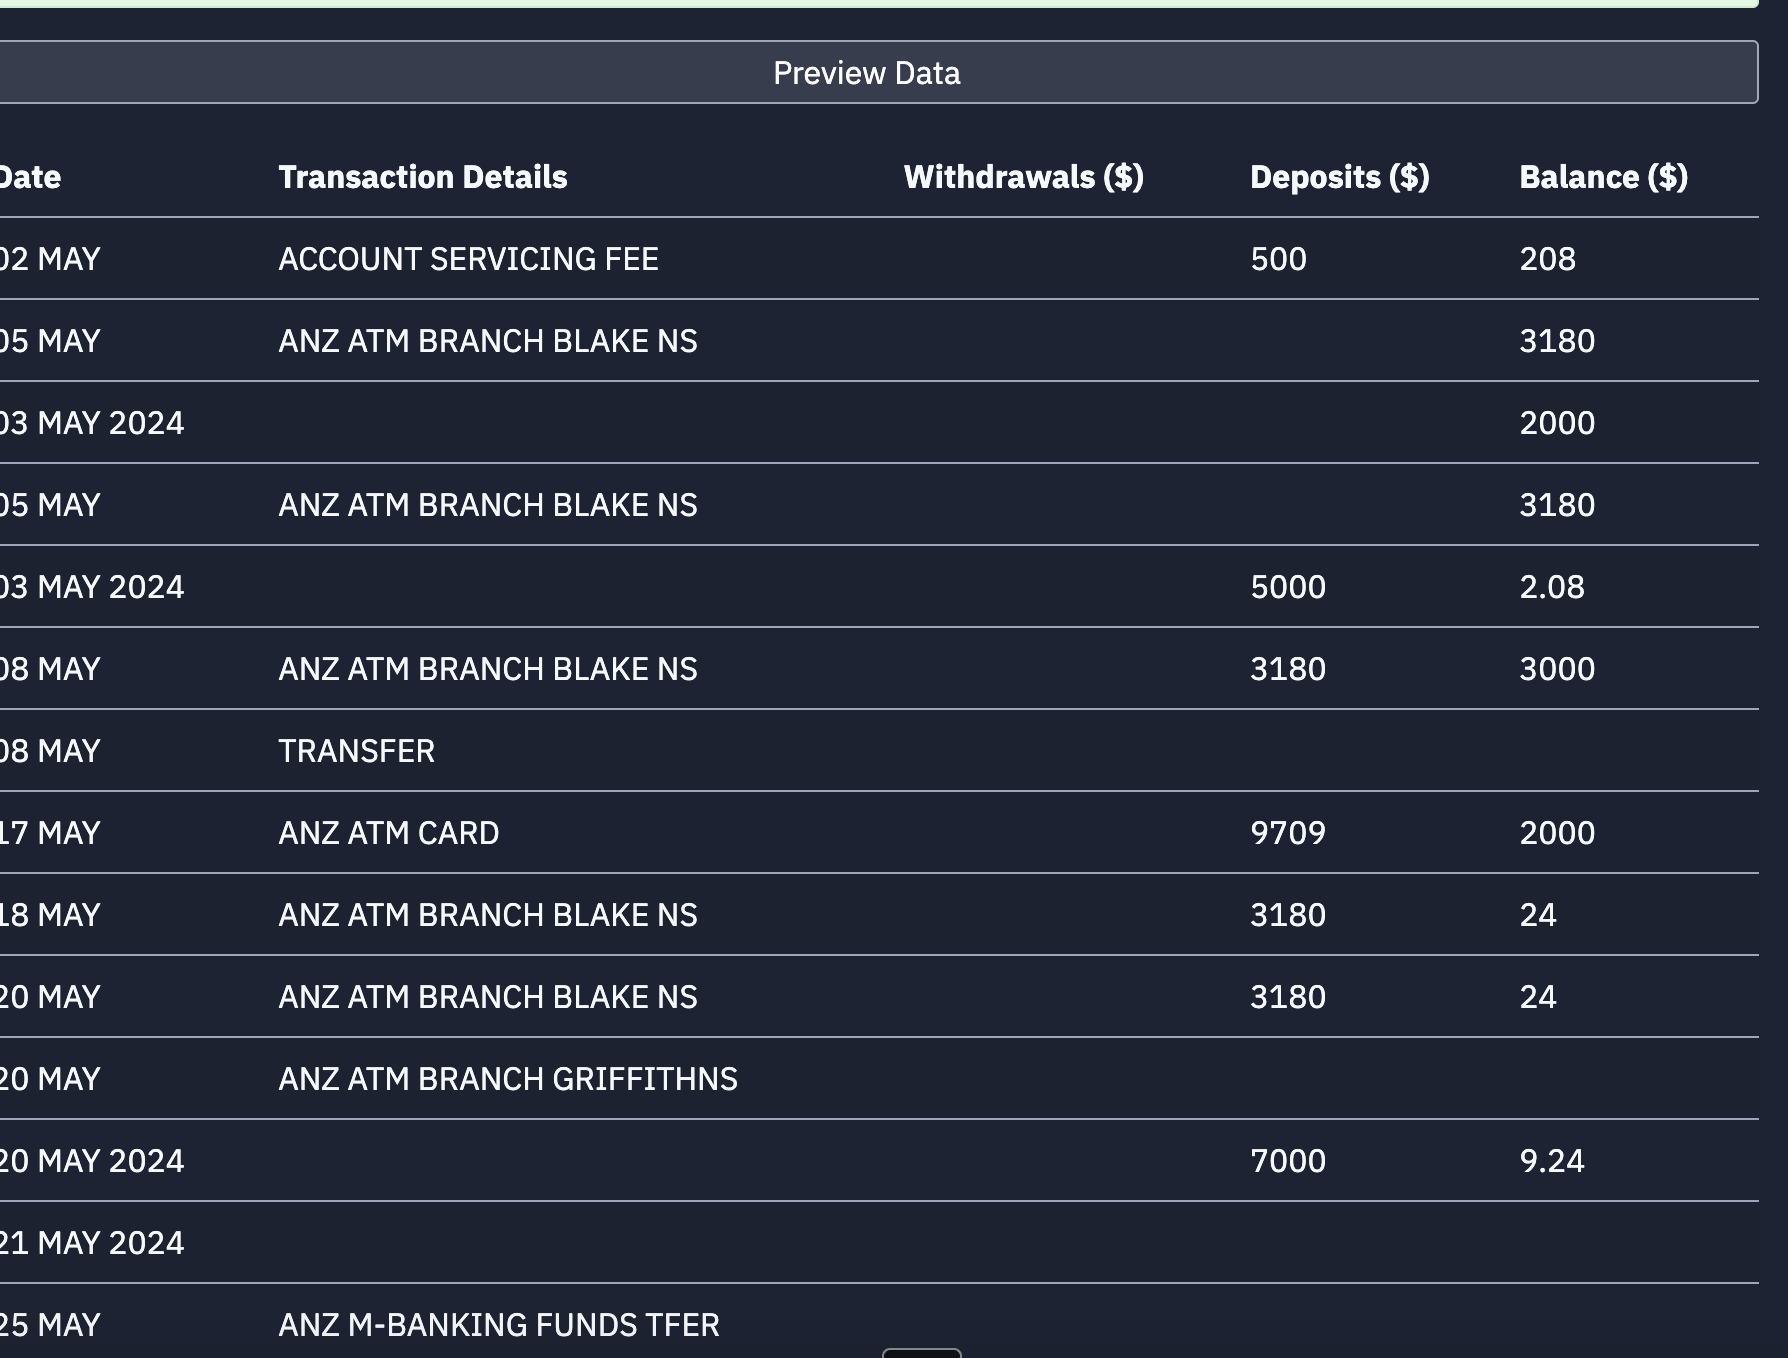 Preview Data
Date Transaction Details Withdrawals ($) Deposits ($) Balance ($)
02 MAY ACCOUNT SERVICING FEE 500 208
05 MAY ANZ ATM BRANCH BLAKE NS 3180
03 MAY 2024 2000
05 MAY ANZ ATM BRANCH BLAKE NS 3180
03 MAY 2024 5000 2.08
08 MAY ANZ ATM BRANCH BLAKE NS 3180 3000
08 MAY TRANSFER
17 MAY ANZ ATM CARD 9709 2000
18 MAY ANZ ATM BRANCH BLAKE NS 3180 24
20 MAY ANZ ATM BRANCH BLAKE NS 3180 24
20 MAY ANZ ATM BRANCH GRIFFITHNS
20 MAY 2024 7000 9.24
21 MAY 2024
25 MAY ANZ M-BANKING FUNDS TFER